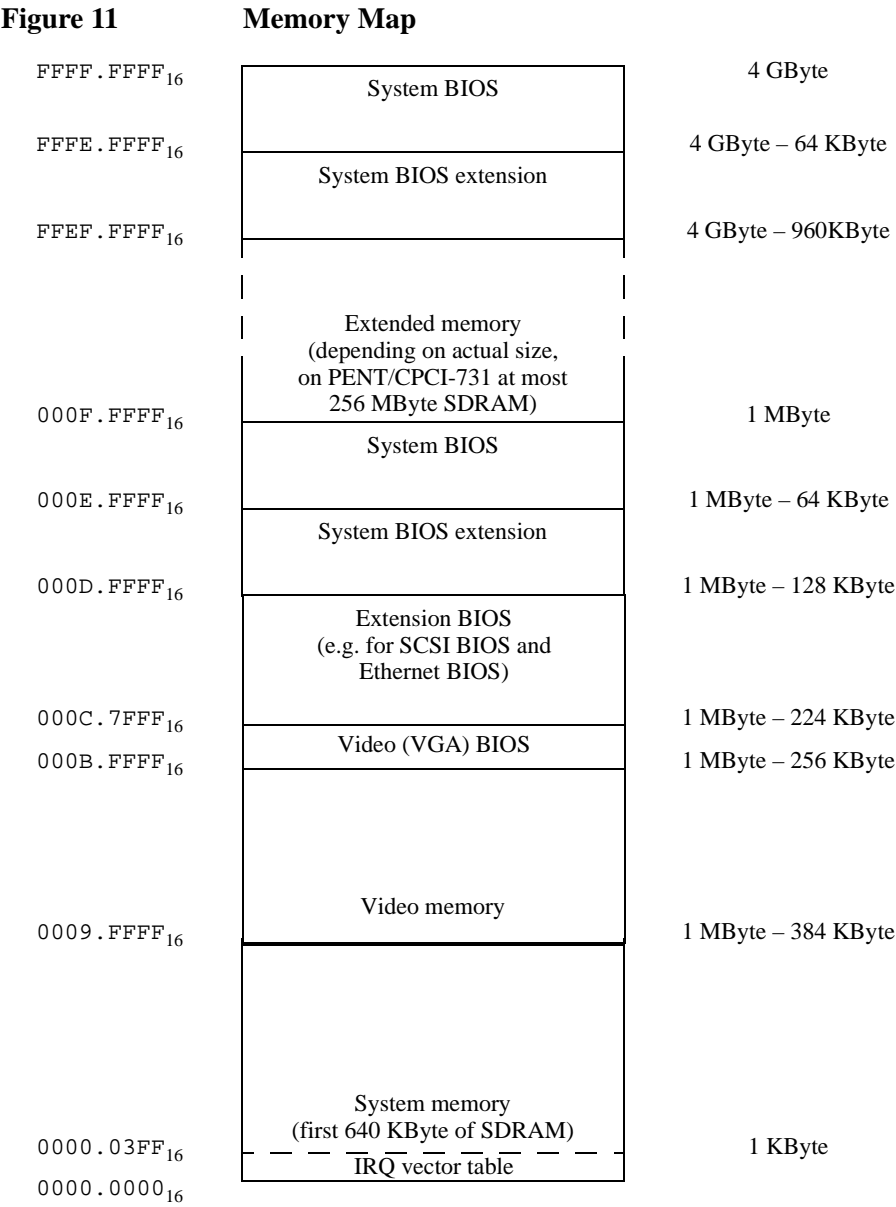 Figure 11 Memory Map
FFFF.FFFF16 4 GByte
System BIOS
FFFE.FFFF16 4 GByte – 64 KByte
System BIOS extension
FFEF.FFFF16 4 GByte – 960KByte
Extended memory
(depending on actual size,
on PENT/CPCI-731 at most
256 MByte SDRAM)
000F.FFFF16 1 MByte
System BIOS
000E.FFFF16 1 MByte – 64 KByte
System BIOS extension
000D.FFFF16 1 MByte – 128 KByte
Extension BIOS
(e.g. for SCSI BIOS and
Ethernet BIOS)
000C.7FFF16 1 MByte – 224 KByte
Video (VGA) BIOS
000B.FFFF16 1 MByte – 256 KByte
Video memory
0009.FFFF16 1 MByte – 384 KByte
System memory
(first 640 KByte of SDRAM)
0000.03FF16 1 KByte
IRQ vector table
0000.000016